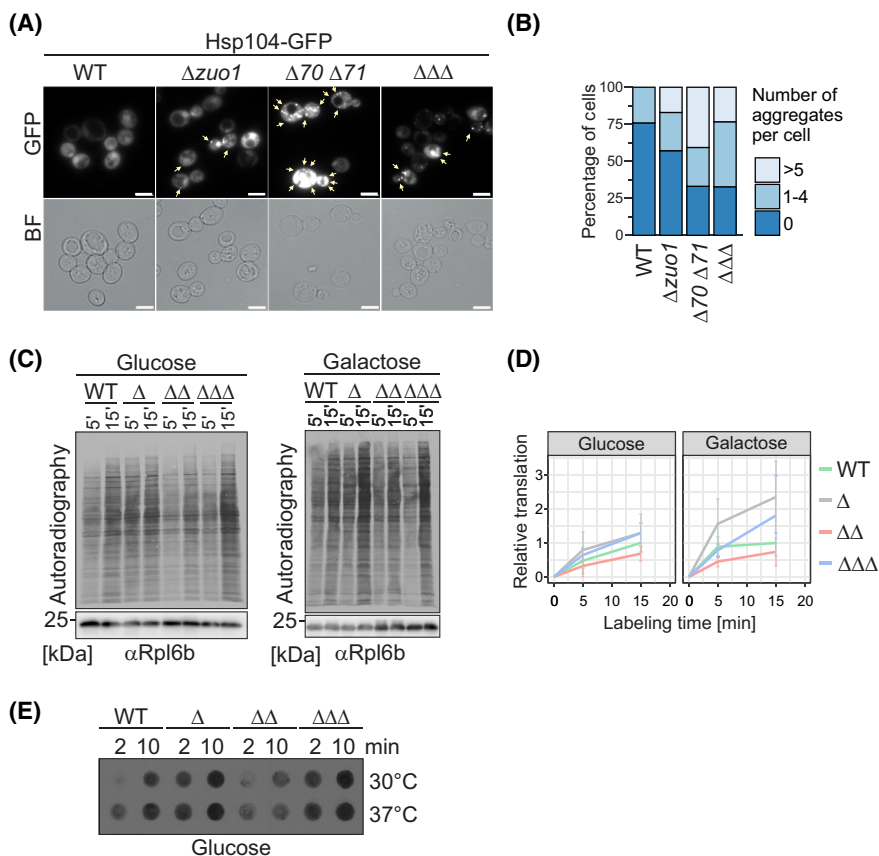 (A)
Hsp104-GFP
WT Δzuo1 Δ70 Δ71 ΔΔΔ
GFP
BF
(B)
Percentage of cells
100
75
50
25
0
WT Δzuo1 Δ70 Δ71 ΔΔΔ
Number of
aggregates
per cell
>5
1-4
0
(C)
Glucose
WT Δ ΔΔ ΔΔΔ
5' 15' 5' 15' 5' 15' 5' 15'
Autoradiography
25
[kDa] αRpl6b
Galactose
WT Δ ΔΔ ΔΔΔ
5' 15' 5' 15' 5' 15' 5' 15'
Autoradiography
25
[kDa] αRpl6b
(D)
Glucose Galactose
Relative translation
3
2
1
0
0 5 10 15 20 0 5 10 15 20
Labeling time [min]
WT
Δ
ΔΔ
ΔΔΔ
(E)
WT Δ ΔΔ ΔΔΔ
2 10 2 10 2 10 2 10 min
30°C
37°C
Glucose